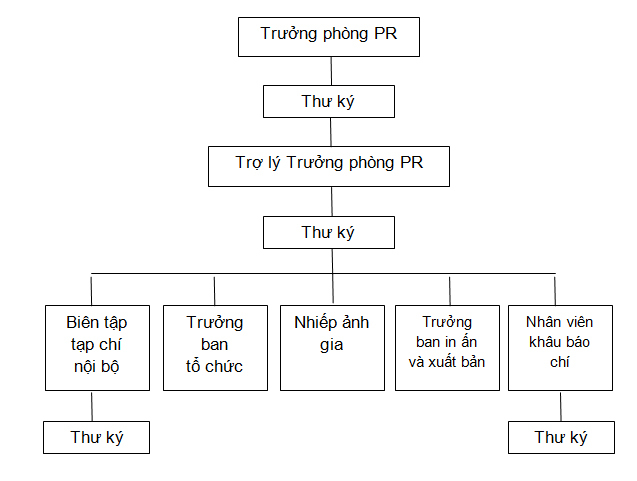 Trưởng phòng PR
Thư ký
Trợ lý Trưởng phòng PR
Thư ký
Biên tập
tạp chí
nội bộ
Trưởng
ban
tổ chức
Nhiếp ảnh
gia
Trưởng
ban in ấn
và xuất bản
Nhân viên
khâu báo
chí
Thư ký
Thư ký